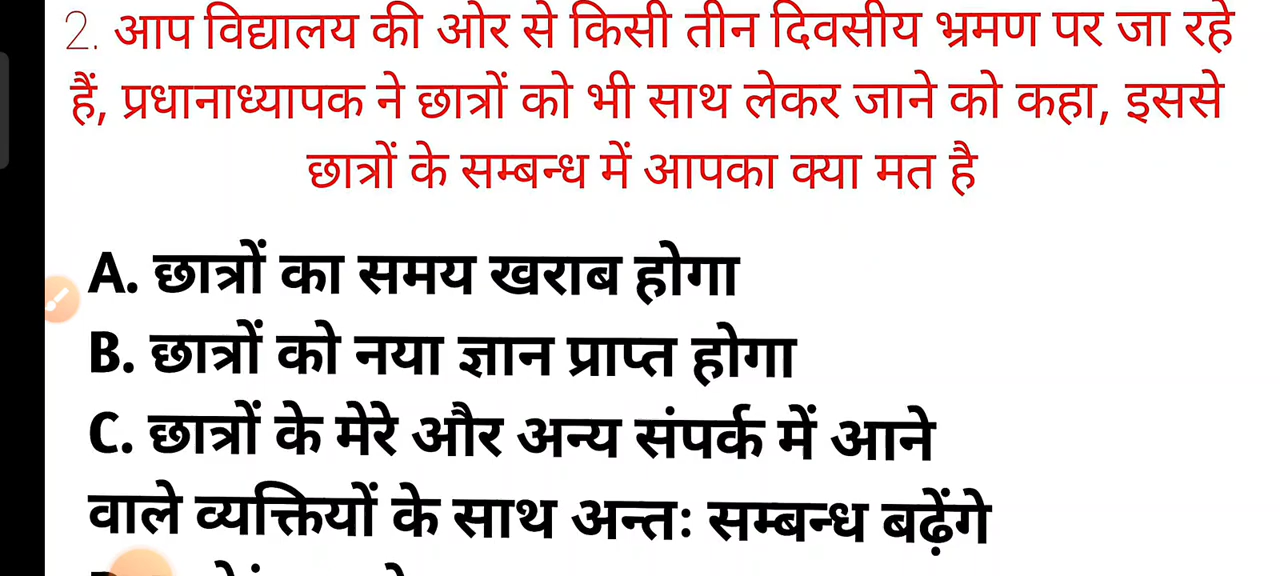 2. आप विद्यालय की ओर से किसी तीन दिवसीय भ्रमण पर जा रहे
हैं, प्रधानाध्यापक ने छात्रों को भी साथ लेकर जाने को कहा, इससे
छात्रों के सम्बन्ध में आपका क्या मत है
A. छात्रों का समय खराब होगा
B. छात्रों को नया ज्ञान प्राप्त होगा
C. छात्रों के मेरे और अन्य संपर्क में आने
वाले व्यक्तियों के साथ अन्तः सम्बन्ध बढ़ेंगे